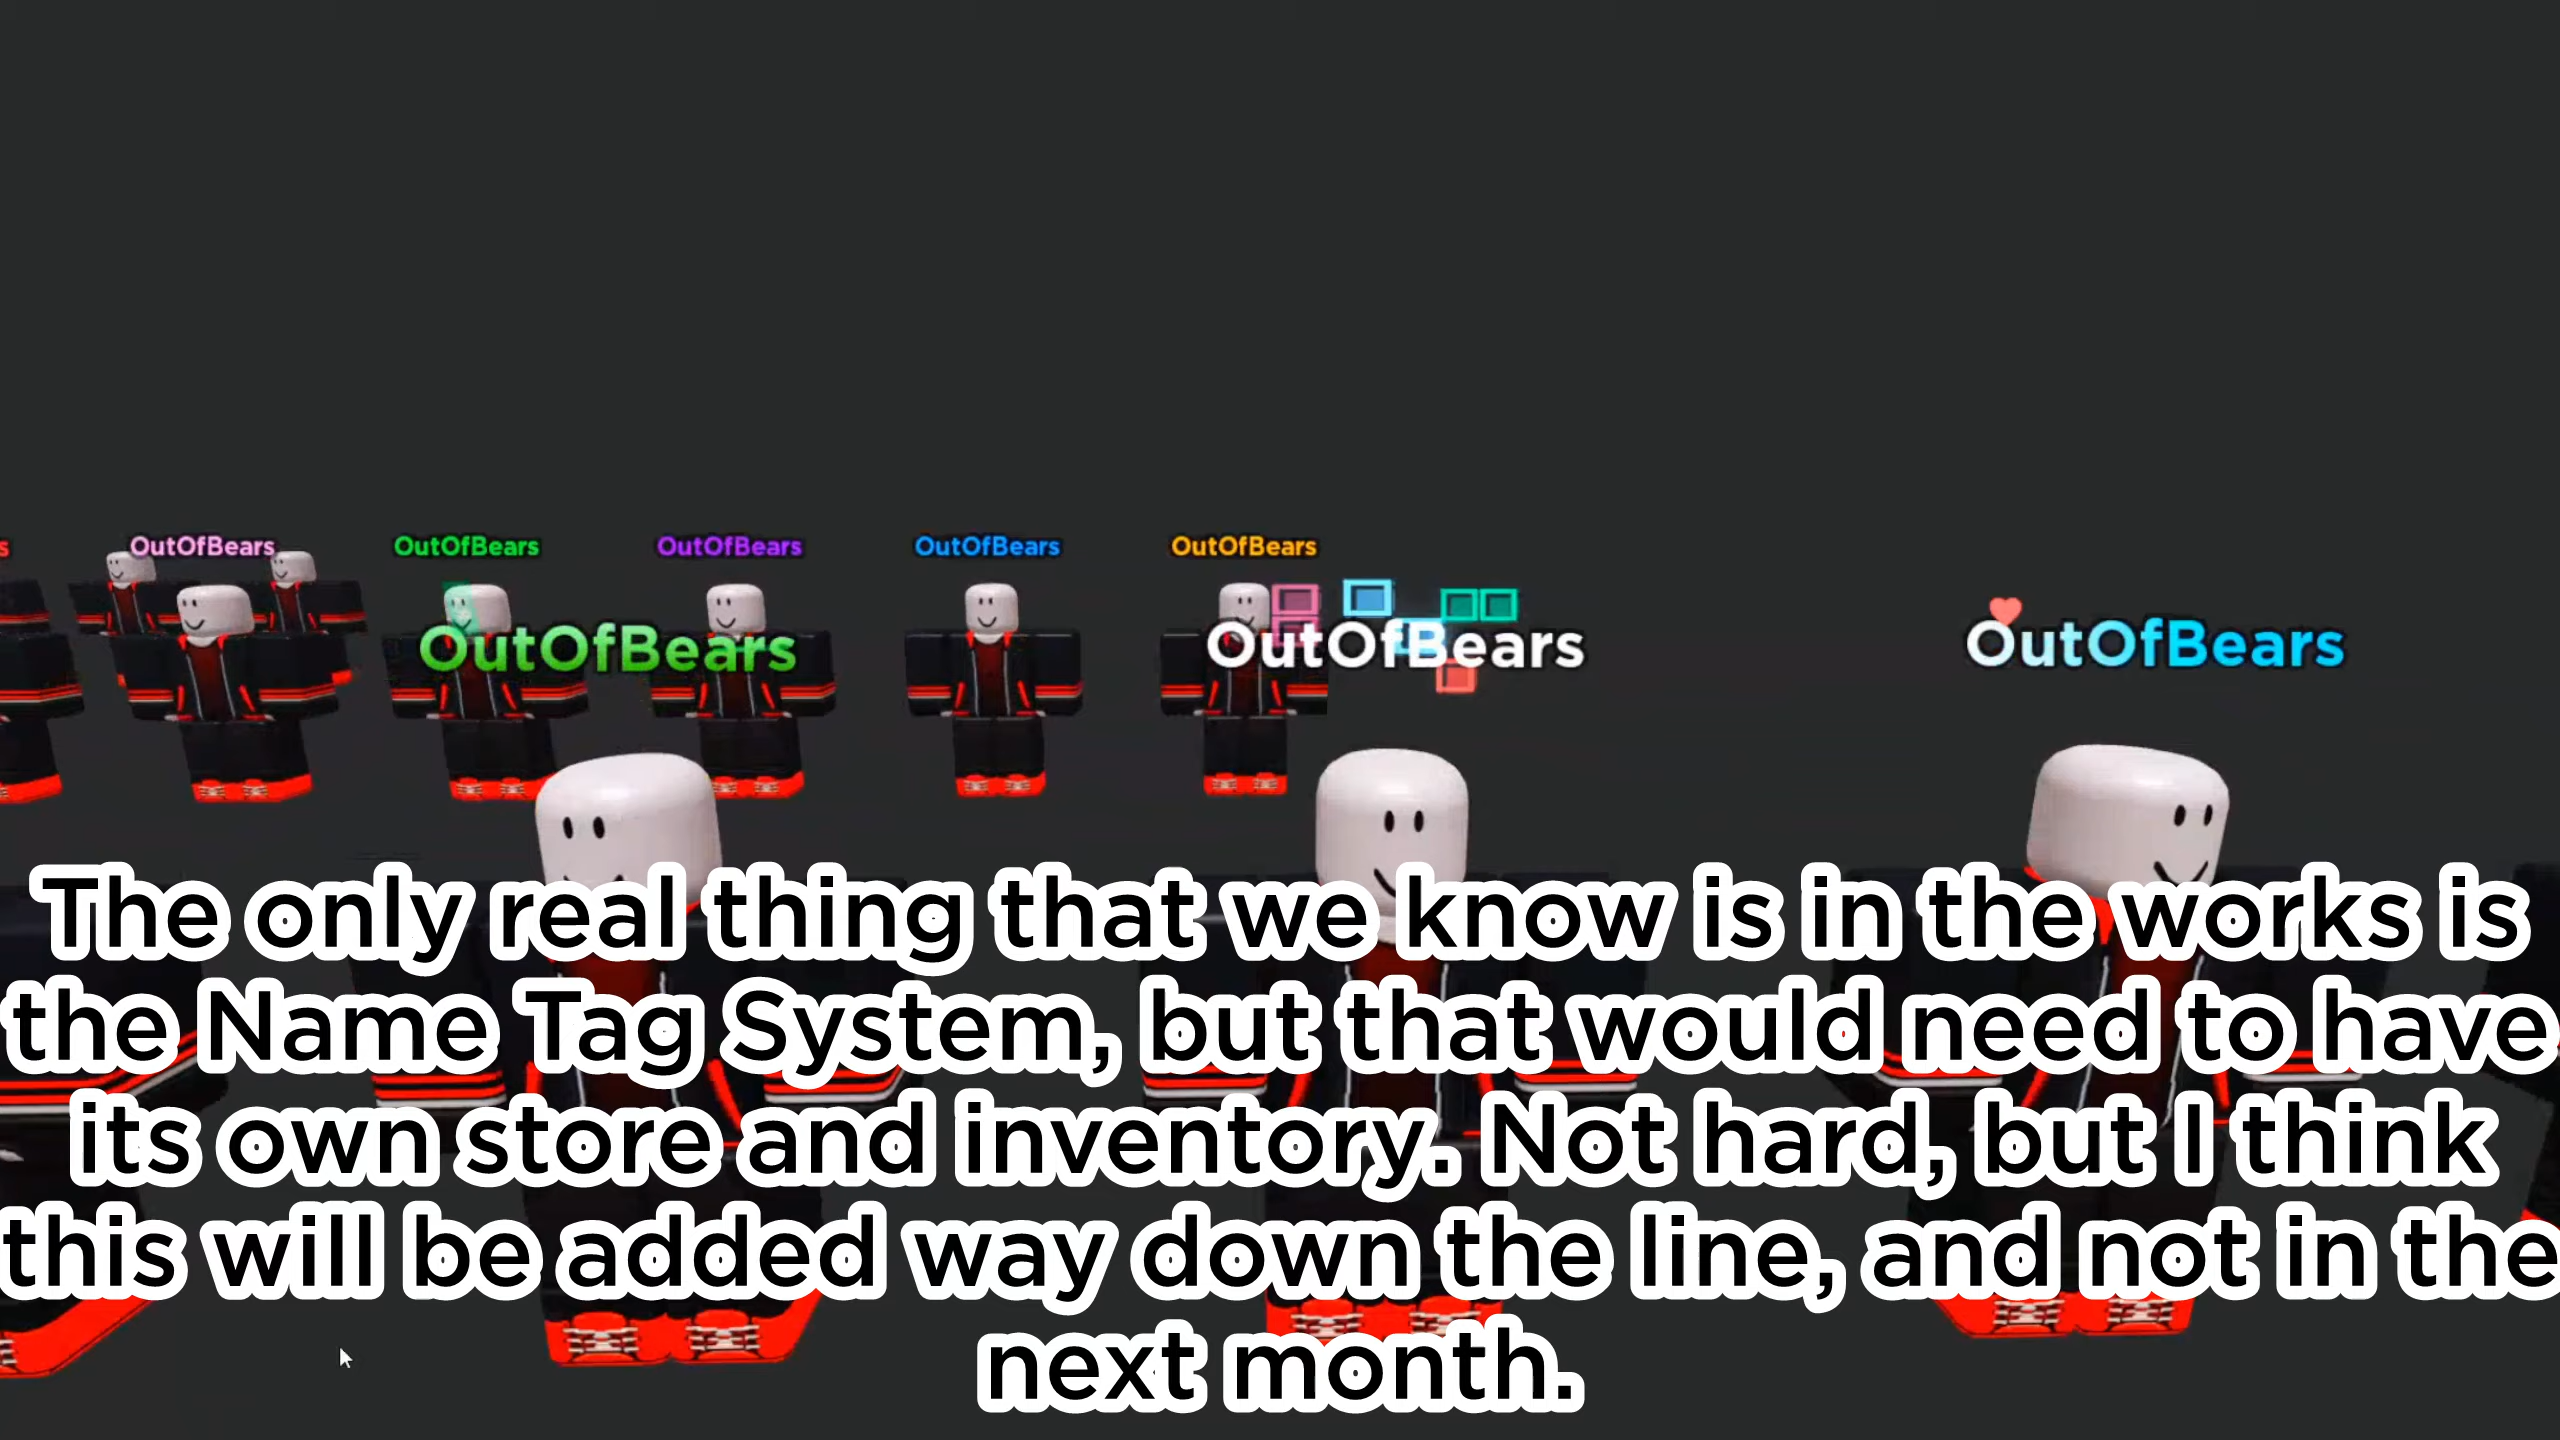 s
OutOfBears OutOfBears OutOfBears OutOfBears OutOfBears
OutOfBears OutOfBears OutOfBears
The only real thing that we know is in the works is
the Name Tag System, but that would need to have
its own store and inventory. Not hard, but I think
this will be added way down the line, and not in the
next month.